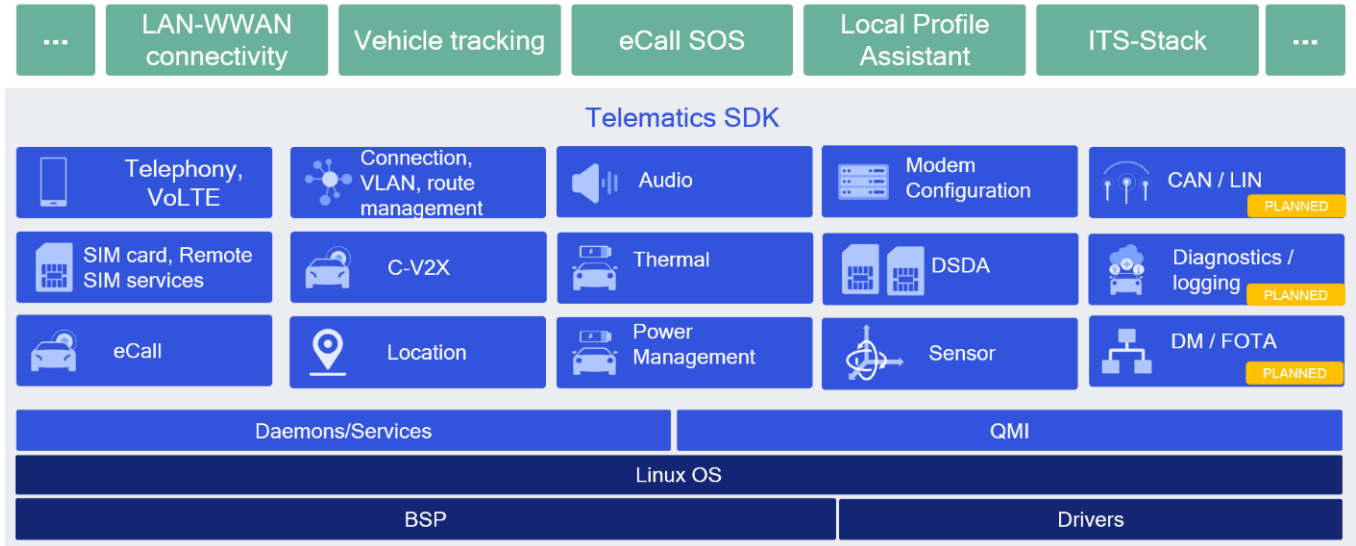 ...
LAN-WWAN
connectivity
Vehicle tracking
eCall SOS
Local Profile
Assistant
ITS-Stack
...
Telematics SDK
Telephony,
VoLTE
Connection,
VLAN, route
management
Audio
Modem
Configuration
CAN / LIN
PLANNED
SIM card, Remote
SIM services
C-V2X
Thermal
DSDA
Diagnostics /
logging
PLANNED
eCall
Location
Power
Management
Sensor
DM / FOTA
PLANNED
Daemons/Services
QMI
Linux OS
BSP
Drivers